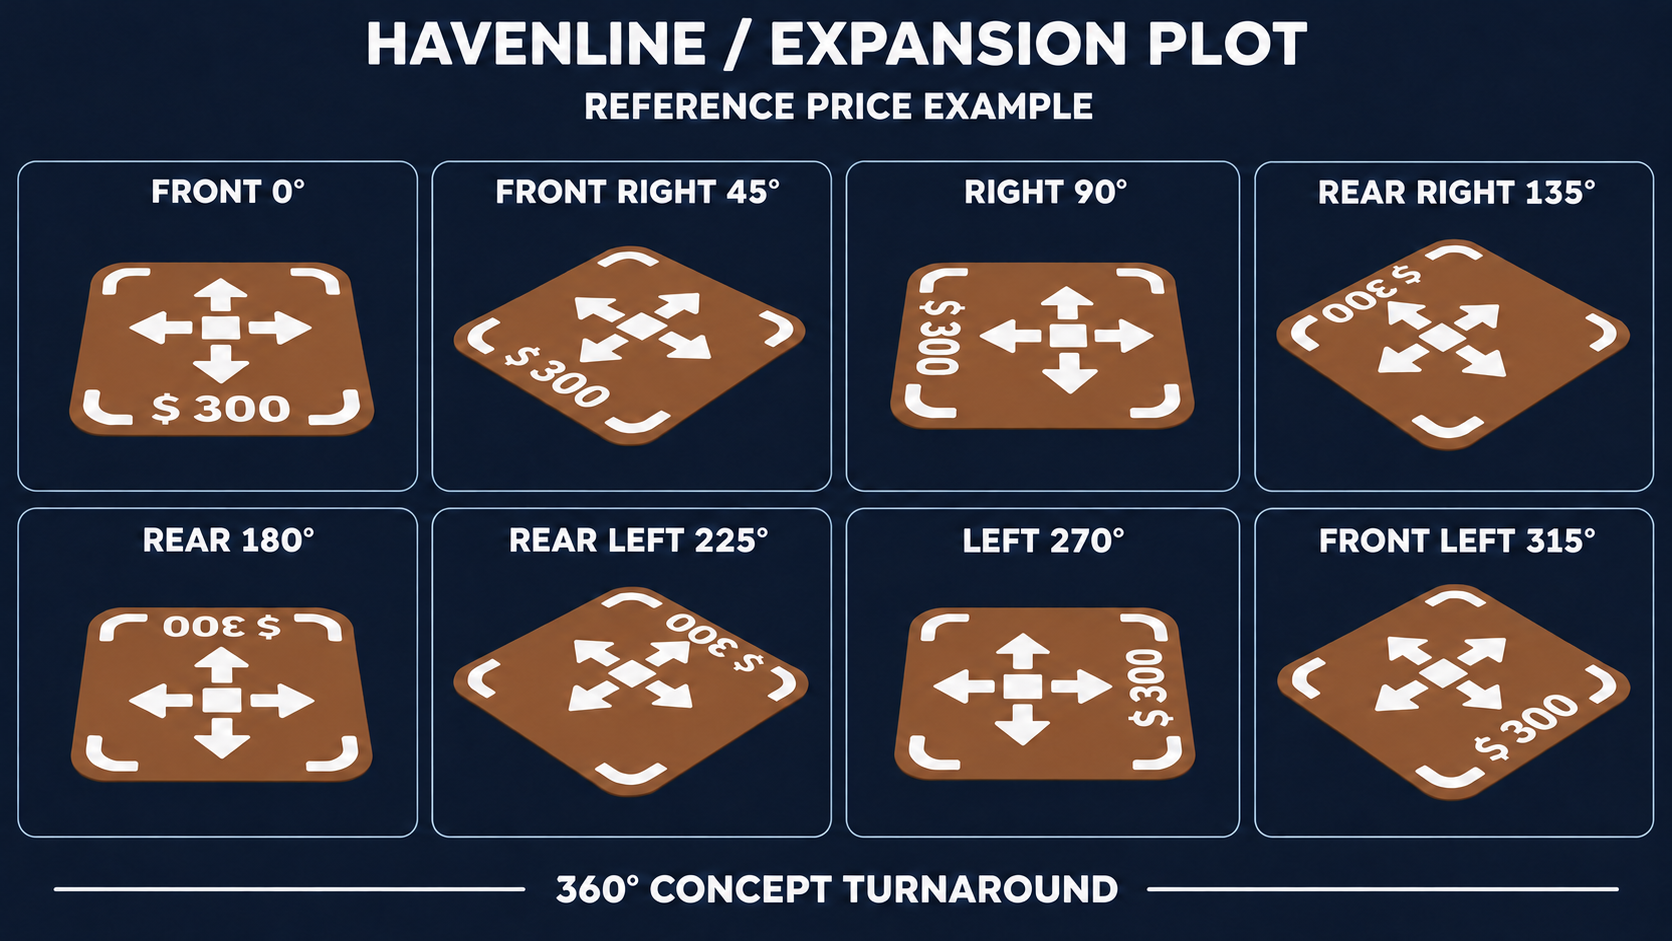 HAVENLINE / EXPANSION PLOT
REFERENCE PRICE EXAMPLE
FRONT 0°
$ 300
FRONT RIGHT 45°
$ 300
RIGHT 90°
$ 300
REAR RIGHT 135°
$ 300
REAR 180°
$ 300
REAR LEFT 225°
$ 300
LEFT 270°
$ 300
FRONT LEFT 315°
$ 300
360° CONCEPT TURNAROUND